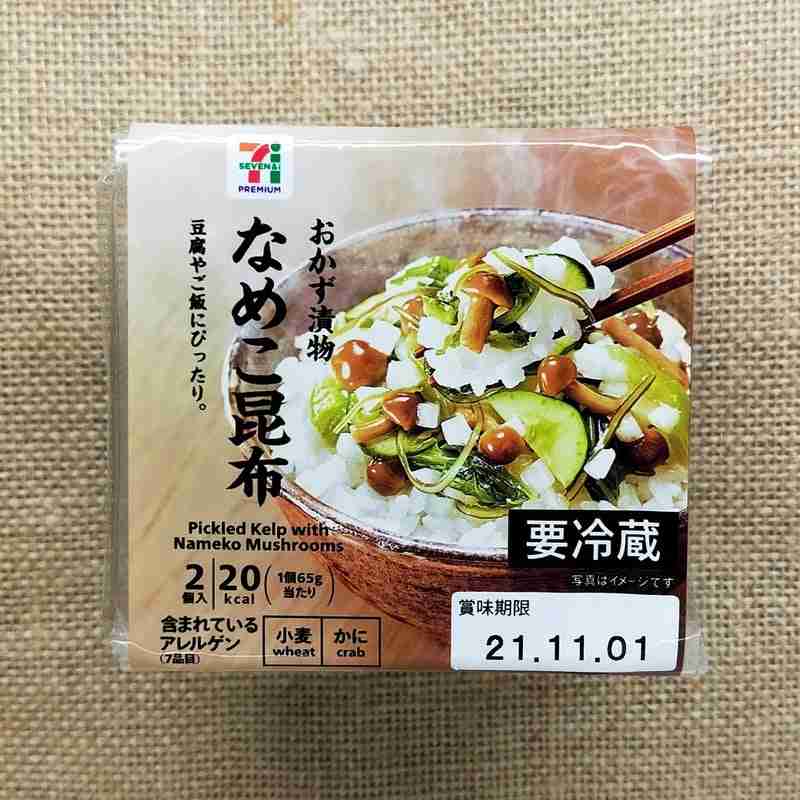 SEVEN&i
PREMIUM
おかず漬物
なめこ昆布
豆腐やご飯にぴったり。
Pickled Kelp with
Nameko Mushrooms
2個入
20kcal
(1個65g当たり)
含まれている
アレルゲン
(7品目)
小麦
wheat
かに
crab
要冷蔵
写真はイメージです
賞味期限
21.11.01